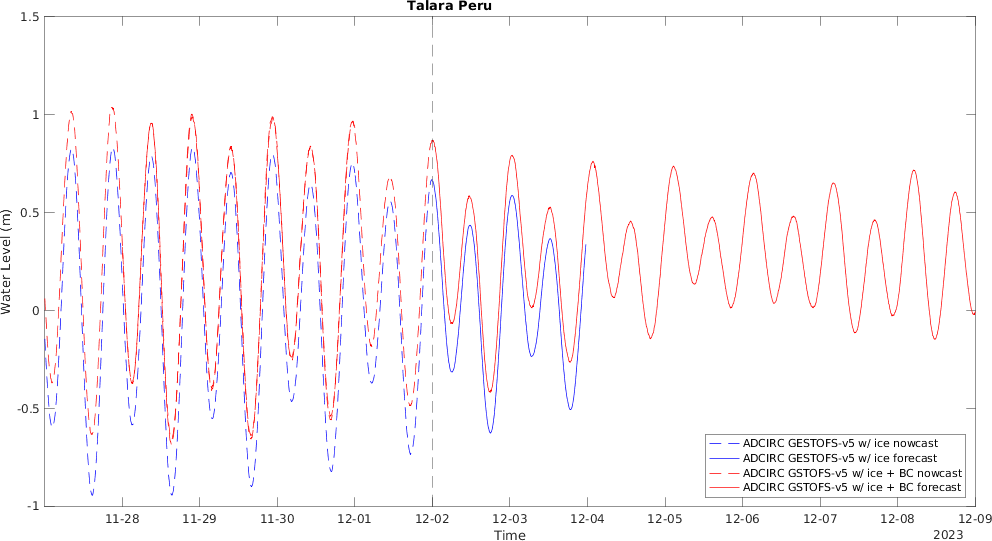 Talara Peru
1.5
1
0.5
0
-0.5
-1
Water Level (m)
11-28 11-29 11-30 12-01 12-02 12-03 12-04 12-05 12-06 12-07 12-08 12-09
Time
2023
ADCIRC GESTOFS-v5 w/ ice nowcast
ADCIRC GESTOFS-v5 w/ ice forecast
ADCIRC GSTOFS-v5 w/ ice + BC nowcast
ADCIRC GSTOFS-v5 w/ ice + BC forecast